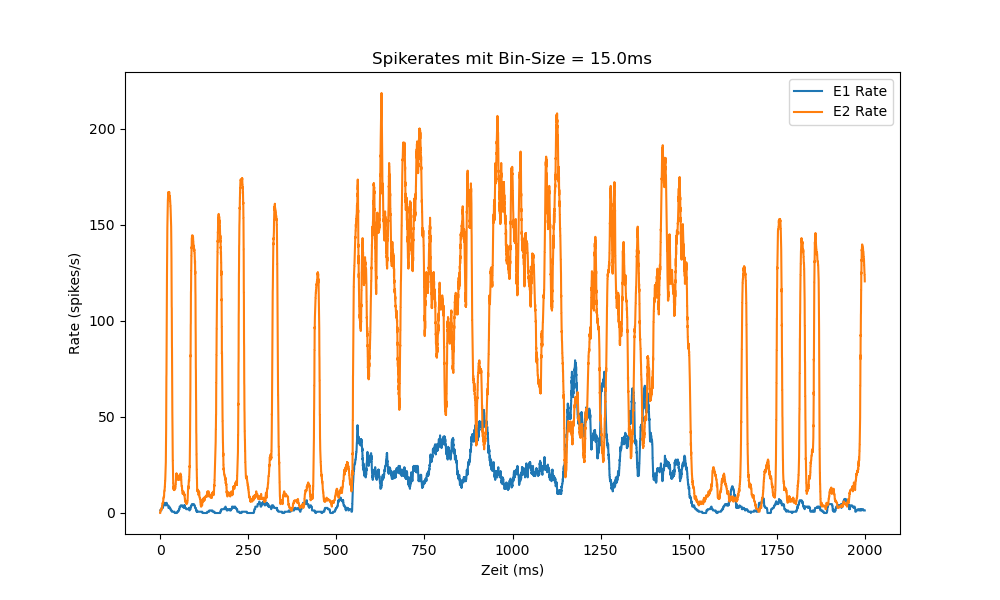 Spikerates mit Bin-Size = 15.0ms
E1 Rate
E2 Rate
Rate (spikes/s)
200
150
100
50
0
0 250 500 750 1000 1250 1500 1750 2000
Zeit (ms)